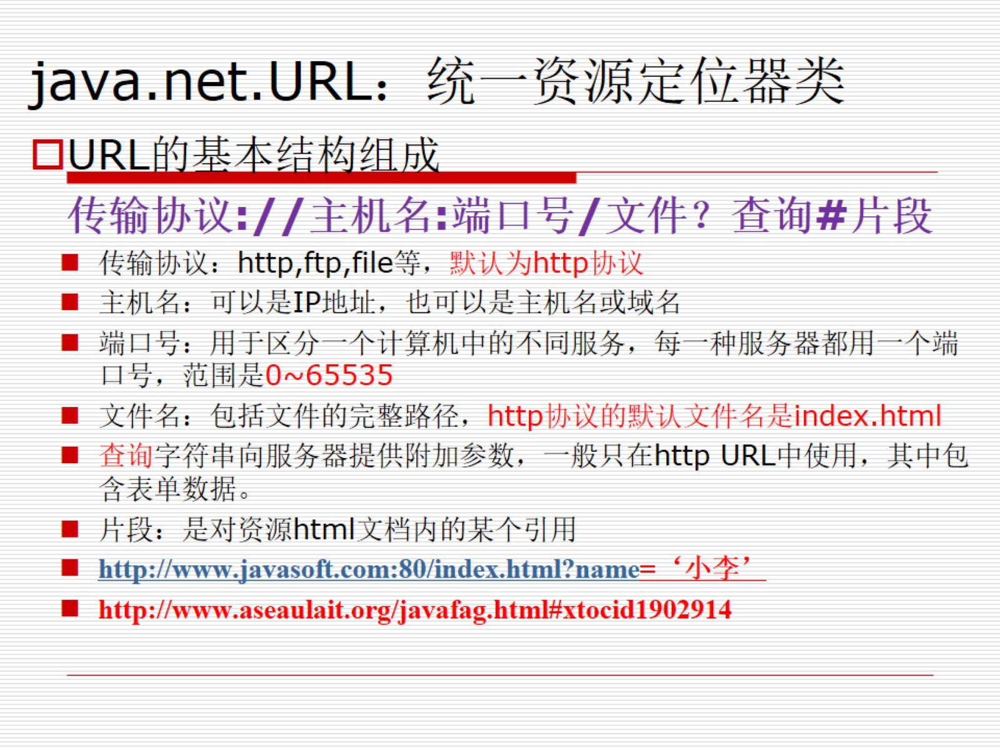 java.net.URL：统一资源定位器类
URL的基本结构组成
传输协议://主机名:端口号/文件？查询#片段
传输协议：http,ftp,file等，默认为http协议
主机名：可以是IP地址，也可以是主机名或域名
端口号：用于区分一个计算机中的不同服务，每一种服务器都用一个端
口号，范围是0~65535
文件名：包括文件的完整路径，http协议的默认文件名是index.html
查询字符串向服务器提供附加参数，一般只在http URL中使用，其中包
含表单数据。
片段：是对资源html文档内的某个引用
http://www.javasoft.com:80/index.html?name=‘小李’
http://www.aseaulait.org/javafag.html#xtocid1902914